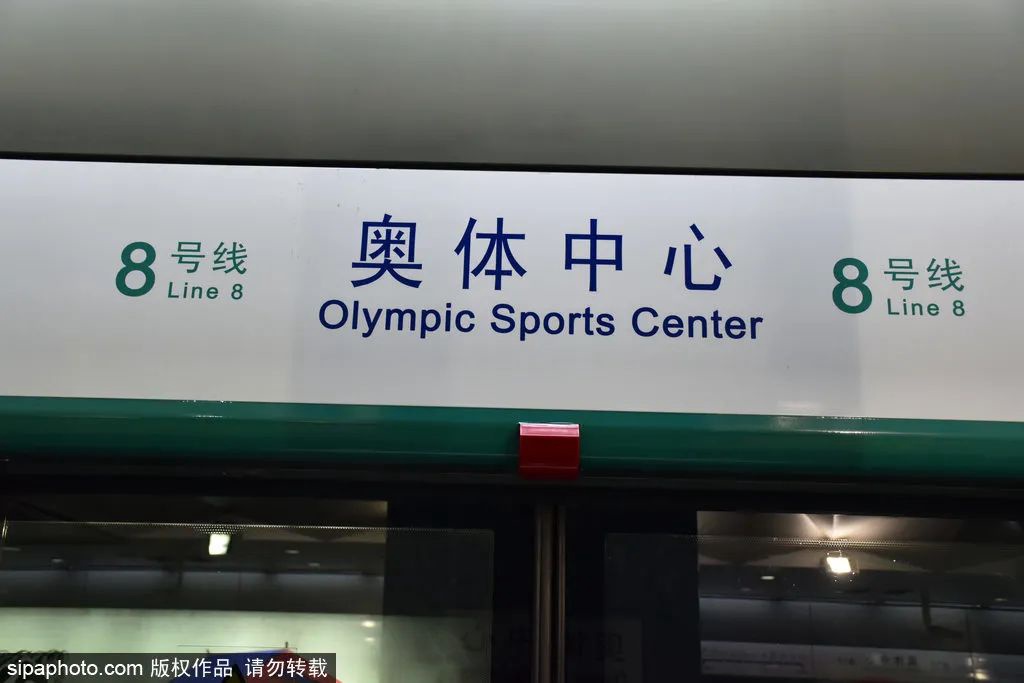 8 号线
Line 8
奥体中心
Olympic Sports Center
8 号线
Line 8
sipaphoto.com 版权作品 请勿转载